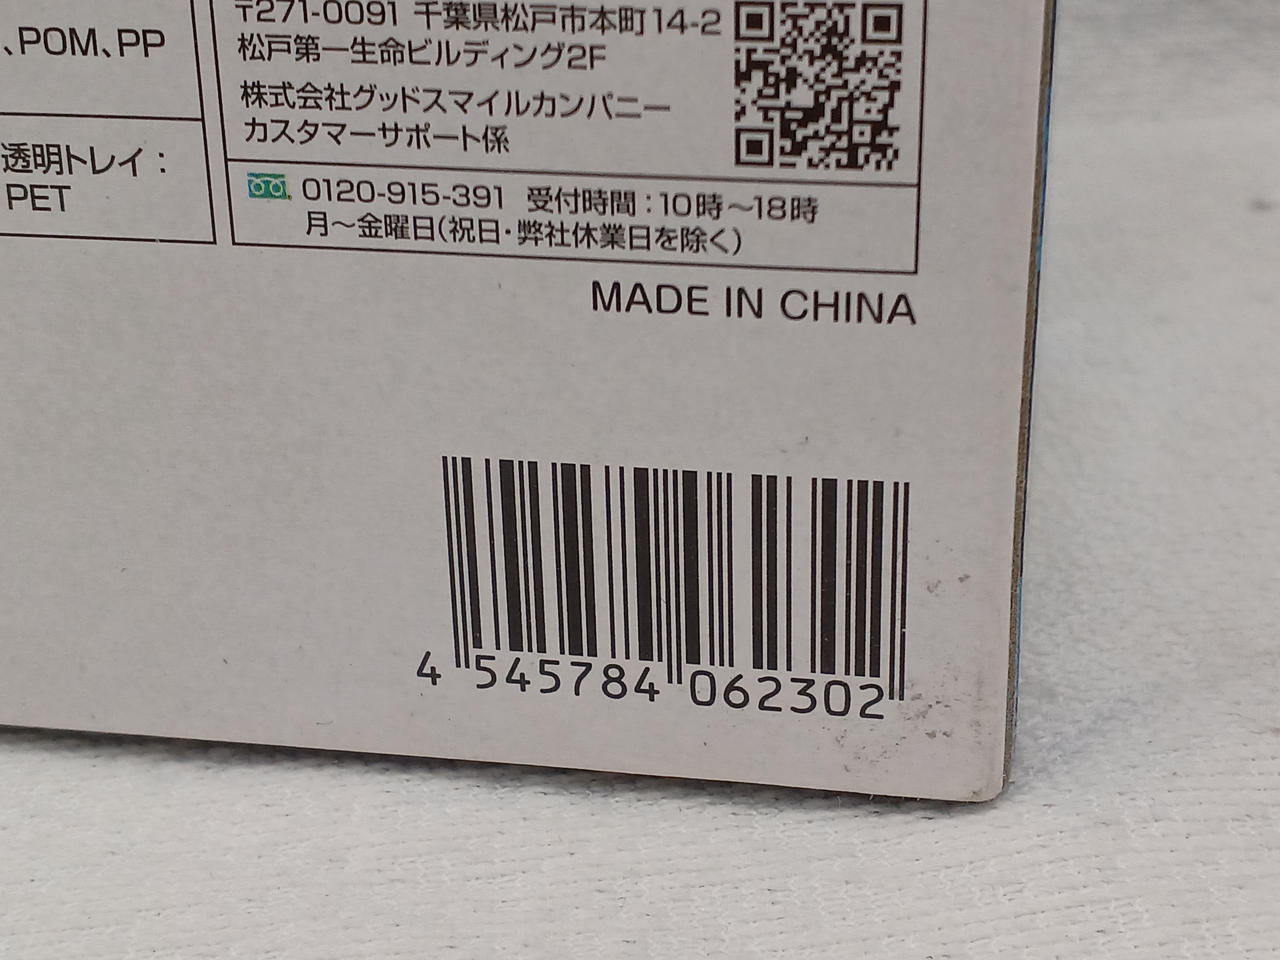 、POM、PP
透明トレイ：
PET
〒271-0091 千葉県松戸市本町14-2
松戸第一生命ビルディング2F
株式会社グッドスマイルカンパニー
カスタマーサポート係
0120-915-391 受付時間：10時～18時
月～金曜日(祝日・弊社休業日を除く)
MADE IN CHINA
4 545784 062302